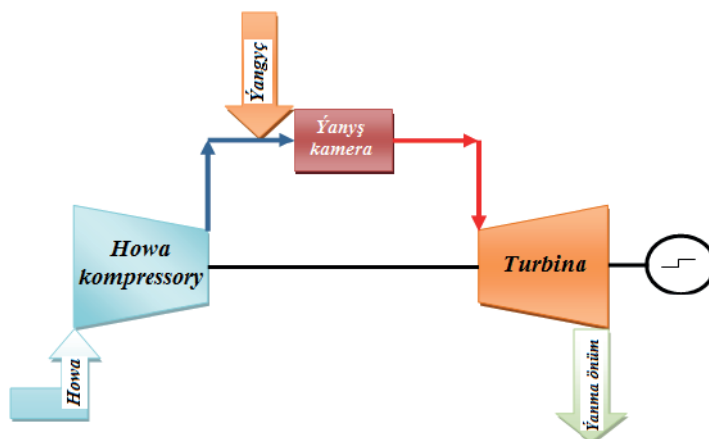 Ýangyç
Ýanyş
kamera
Howa
kompressory
Turbina
Howa
Ýanma önüm